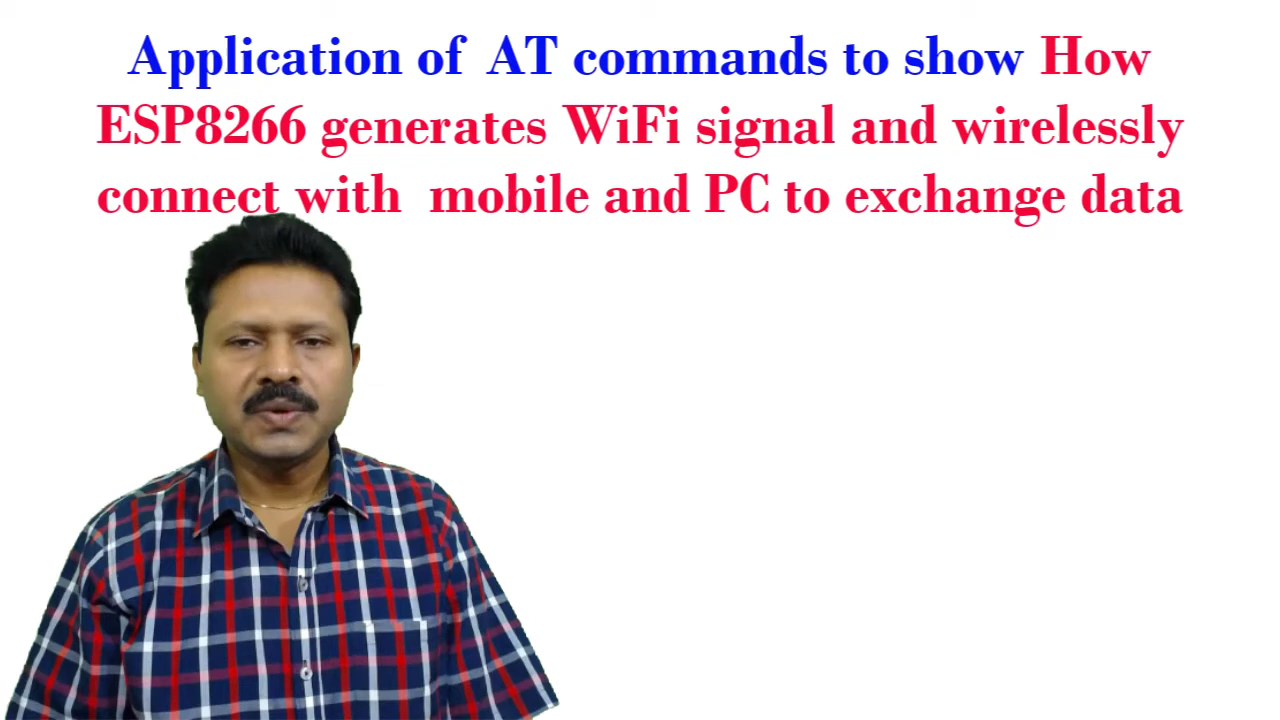 Application of AT commands to show How
ESP8266 generates WiFi signal and wirelessly
connect with mobile and PC to exchange data